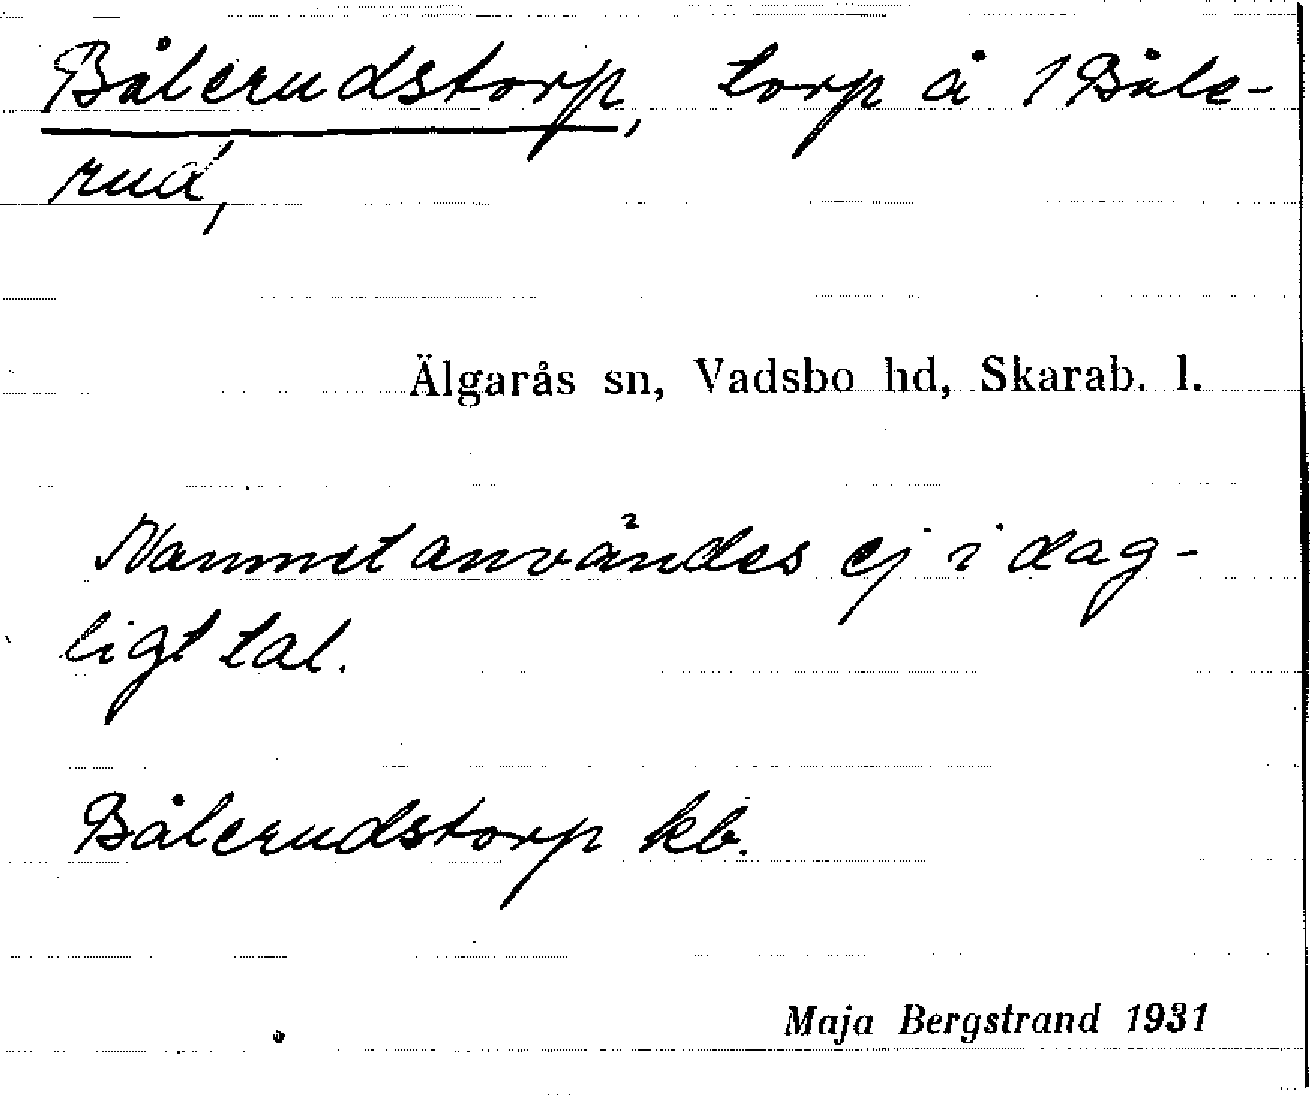 Bålerudstorp, torp å 1 Båle-
rud,
Älgarås sn, Vadsbo hd, Skarab. l.
Namnet användes ej i dag-
ligt tal.
Bålerudstorp kb.
Maja Bergstrand 1931